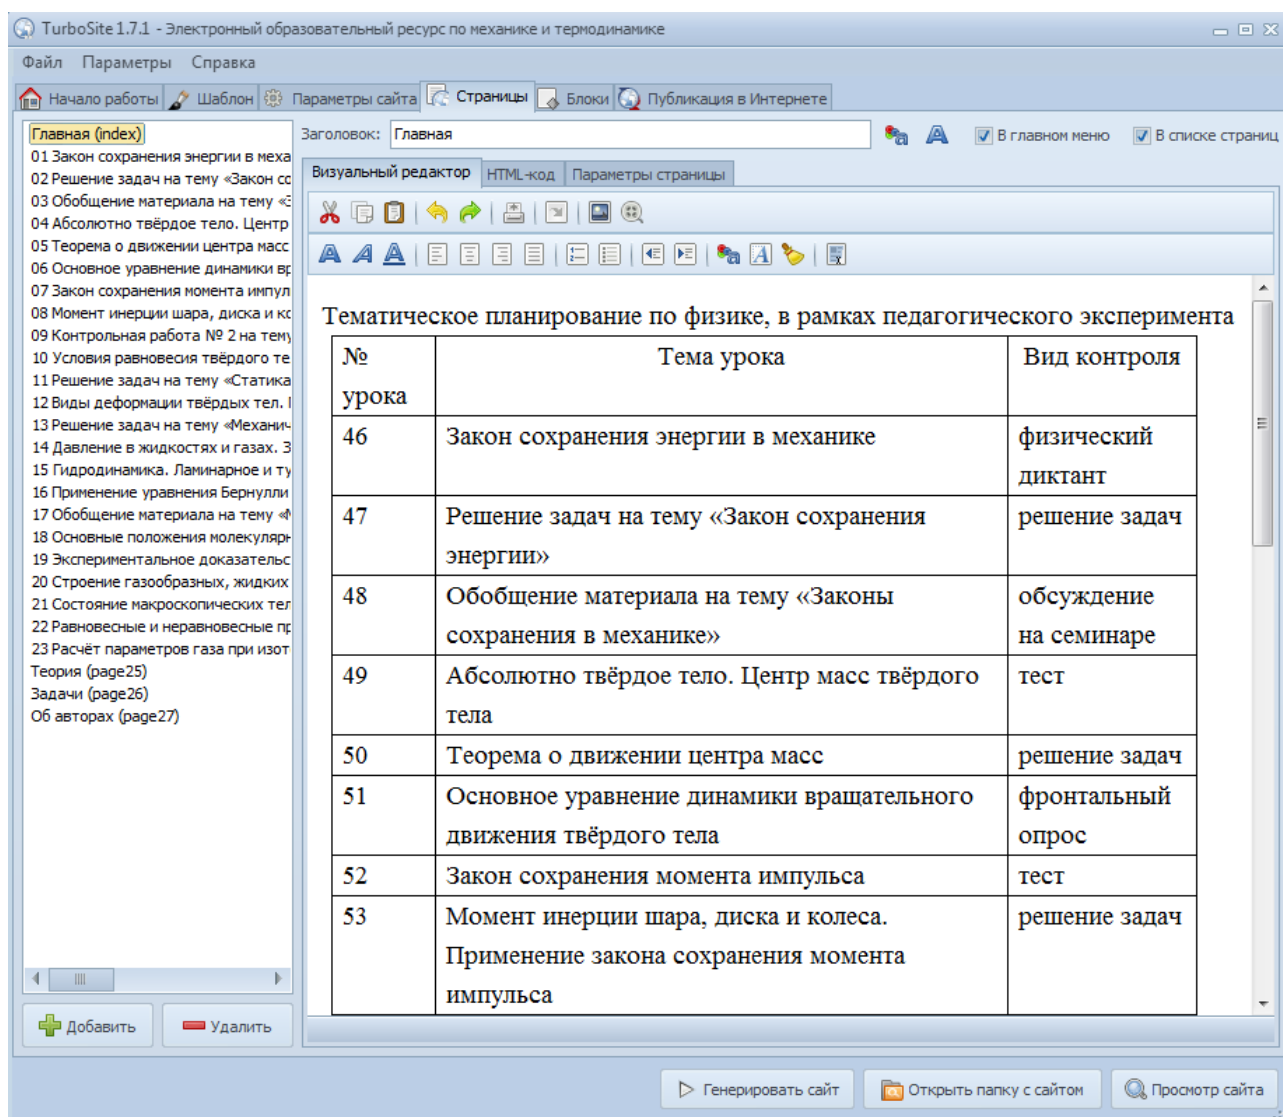 TurboSite 1.7.1 - Электронный образовательный ресурс по механике и термодинамике
Файл Параметры Справка
Начало работы Шаблон Параметры сайта Страницы Блоки Публикация в Интернете
Главная (index)
01 Закон сохранения энергии в меха
02 Решение задач на тему «Закон сс
03 Обобщение материала на тему «З
04 Абсолютно твёрдое тело. Центр
05 Теорема о движении центра масс
06 Основное уравнение динамики вр
07 Закон сохранения момента импул
08 Момент инерции шара, диска и кс
09 Контрольная работа № 2 на тему
10 Условия равновесия твёрдого те
11 Решение задач на тему «Статика
12 Виды деформации твёрдых тел.
13 Решение задач на тему «Механич
14 Давление в жидкостях и газах. З
15 Гидродинамика. Ламинарное и ту
16 Применение уравнения Бернулли
17 Обобщение материала на тему «М
18 Основные положения молекулярн
19 Экспериментальное доказательс
20 Строение газообразных, жидких
21 Состояние макроскопических тел
22 Равновесные и неравновесные пр
23 Расчёт параметров газа при изот
Теория (page25)
Задачи (page26)
Об авторах (page27)
Добавить Удалить
Заголовок: Главная В главном меню В списке страниц
Визуальный редактор HTML-код Параметры страницы
Тематическое планирование по физике, в рамках педагогического эксперимента
№ Тема урока Вид контроля
урока
46 Закон сохранения энергии в механике физический
диктант
47 Решение задач на тему «Закон сохранения решение задач
энергии»
48 Обобщение материала на тему «Законы обсуждение
сохранения в механике» на семинаре
49 Абсолютно твёрдое тело. Центр масс твёрдого тест
тела
50 Теорема о движении центра масс решение задач
51 Основное уравнение динамики вращательного фронтальный
движения твёрдого тела опрос
52 Закон сохранения момента импульса тест
53 Момент инерции шара, диска и колеса. решение задач
Применение закона сохранения момента
импульса
Генерировать сайт Открыть папку с сайтом Просмотр сайта